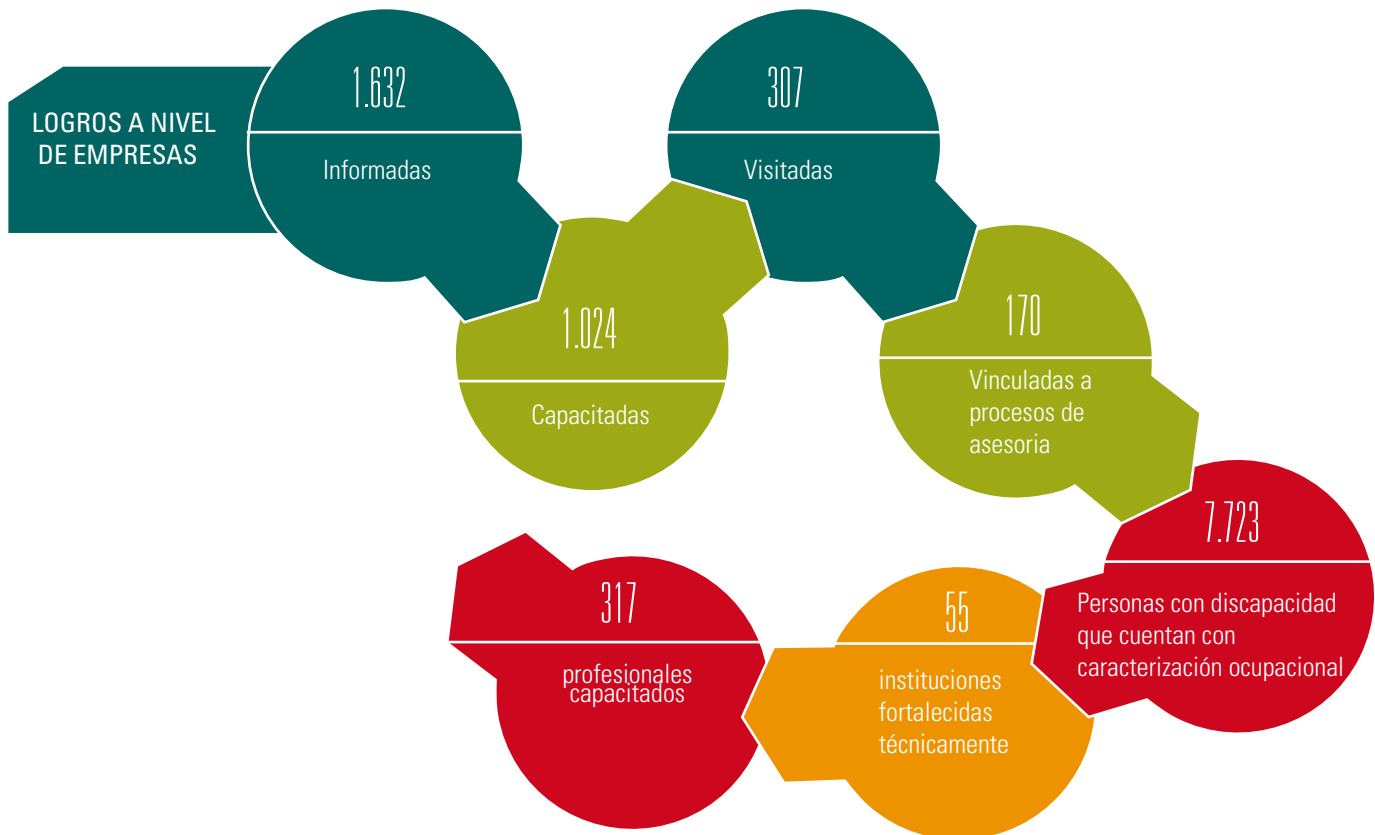 LOGROS A NIVEL
DE EMPRESAS
1.632
Informadas
1.024
Capacitadas
307
Visitadas
170
Vinculadas a
procesos de
asesoria
7.723
Personas con discapacidad
que cuentan con
caracterización ocupacional
55
instituciones
fortalecidas
técnicamente
317
profesionales
capacitados